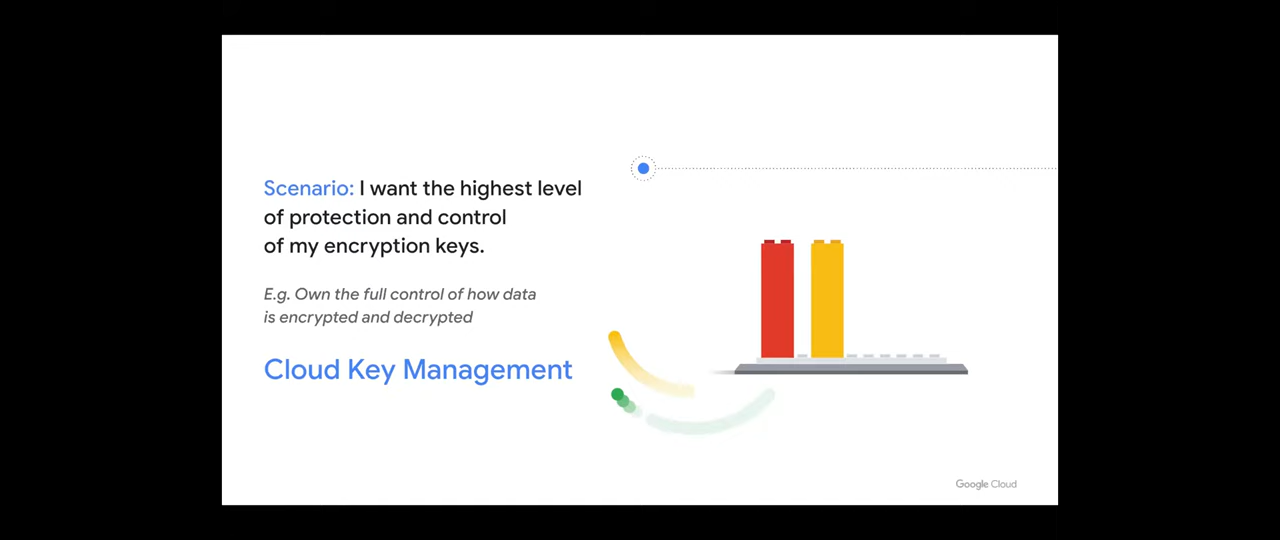 Scenario: I want the highest level
of protection and control
of my encryption keys.
E.g. Own the full control of how data
is encrypted and decrypted
Cloud Key Management
Google Cloud